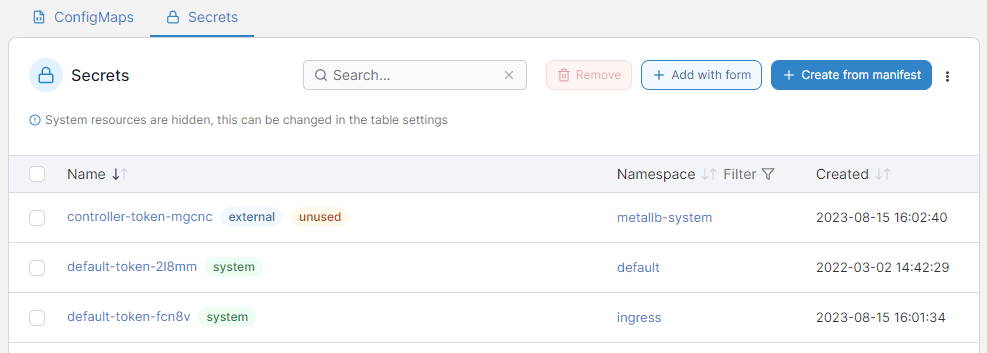 ConfigMaps Secrets
Secrets Search... Remove Add with form Create from manifest
System resources are hidden, this can be changed in the table settings
Name Namespace Filter Created
controller-token-mgcnc external unused metallb-system 2023-08-15 16:02:40
default-token-2l8mm system default 2022-03-02 14:42:29
default-token-fcn8v system ingress 2023-08-15 16:01:34